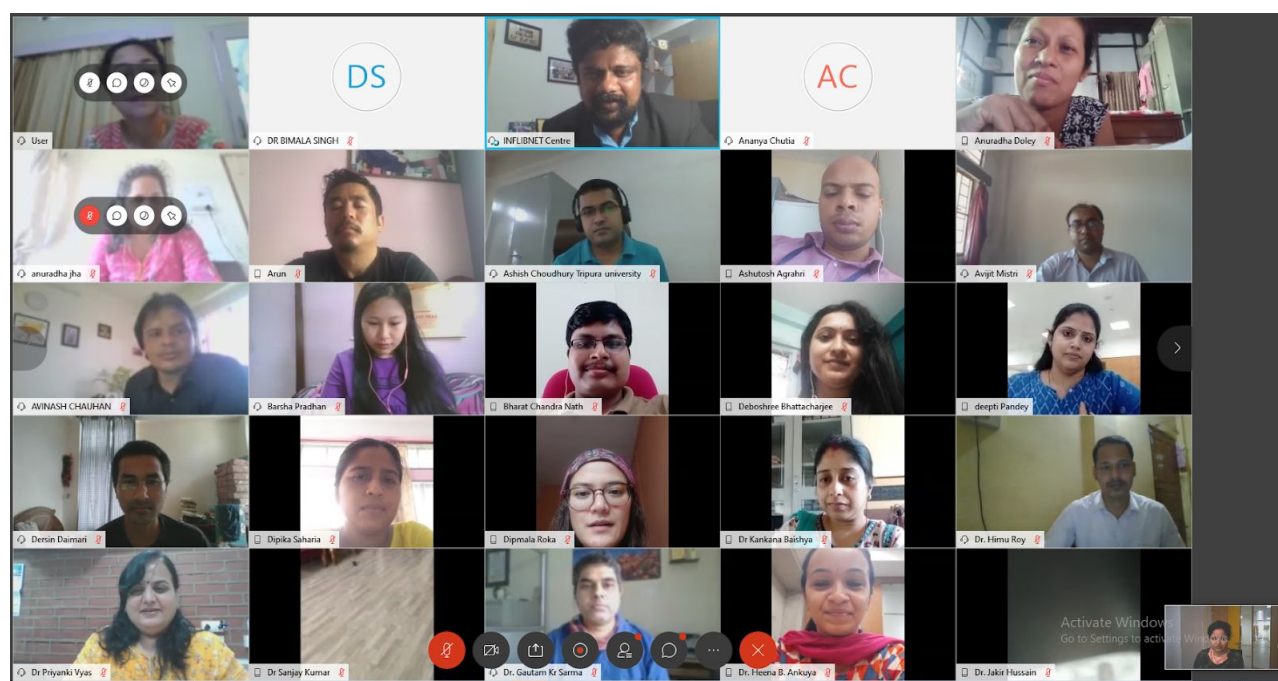 User
DS
DR BIMALA SINGH
INFLIBNET Centre
AC
Ananya Chutia
Anuradha Doley
anuradha jha
Arun
Ashish Choudhury Tripura university
Ashutosh Agrahri
Avijit Mistri
AVINASH CHAUHAN
Barsha Pradhan
Bharat Chandra Nath
Deboshree Bhattacharjee
deepti Pandey
Dersin Daimari
Dipika Saharia
Dipmala Roka
Dr Kankana Baishya
Dr. Himu Roy
Dr Priyanki Vyas
Dr Sanjay Kumar
Dr. Gautam Kr Sarma
Dr. Heena B. Ankuya
Dr. Jakir Hussain
Activate Windows
Go to Settings to activate